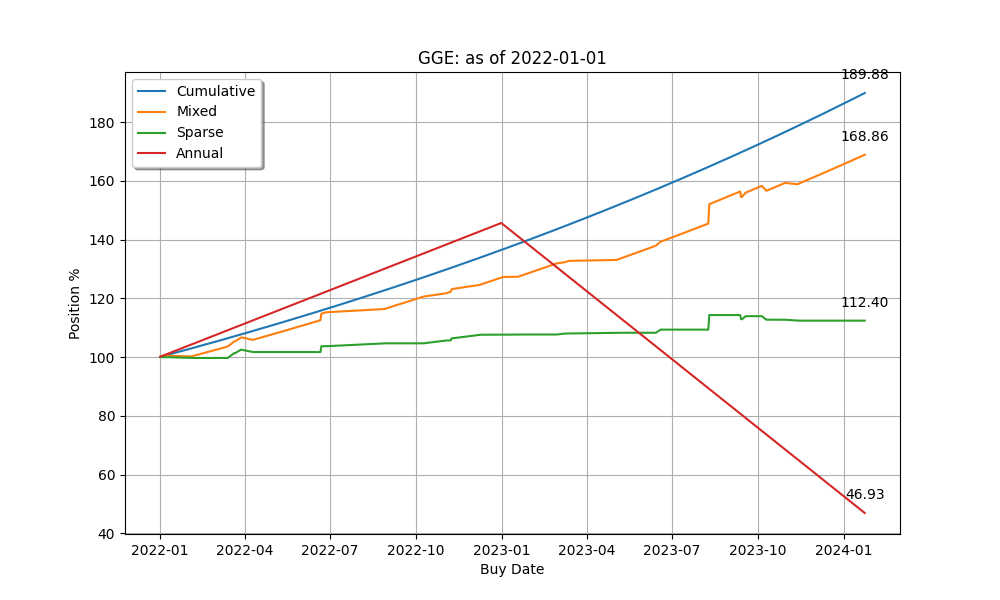 GGE: as of 2022-01-01
189.88
Cumulative
Mixed
Sparse
Annual
168.86
112.40
46.93
180
160
140
120
100
80
60
40
Position %
2022-01 2022-04 2022-07 2022-10 2023-01 2023-04 2023-07 2023-10 2024-01
Buy Date